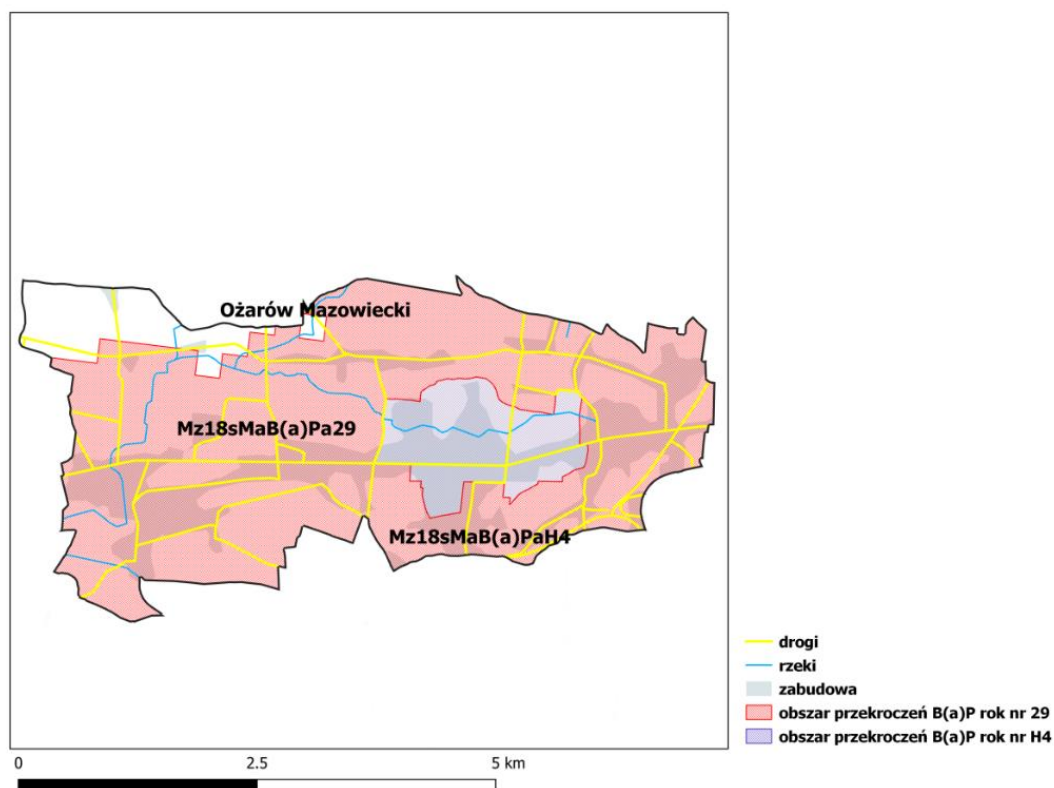 Ożarów Mazowiecki
Mz18sMaB(a)Pa29
Mz18sMaB(a)PaH4
drogi
rzeki
zabudowa
obszar przekroczeń B(a)P rok nr 29
obszar przekroczeń B(a)P rok nr H4
0 2.5 5 km